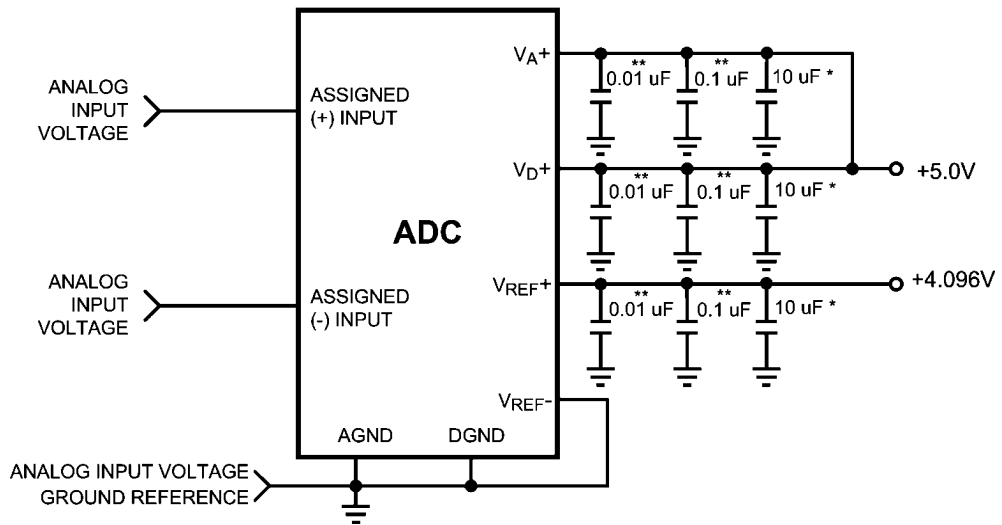 ANALOG
INPUT
VOLTAGE
ASSIGNED
(+) INPUT
ANALOG
INPUT
VOLTAGE
ASSIGNED
(-) INPUT
ADC
VA+
**
0.01 uF
**
0.1 uF
10 uF *
VD+
**
0.01 uF
**
0.1 uF
10 uF *
+5.0V
VREF+
**
0.01 uF
**
0.1 uF
10 uF *
+4.096V
VREF-
AGND
DGND
ANALOG INPUT VOLTAGE
GROUND REFERENCE